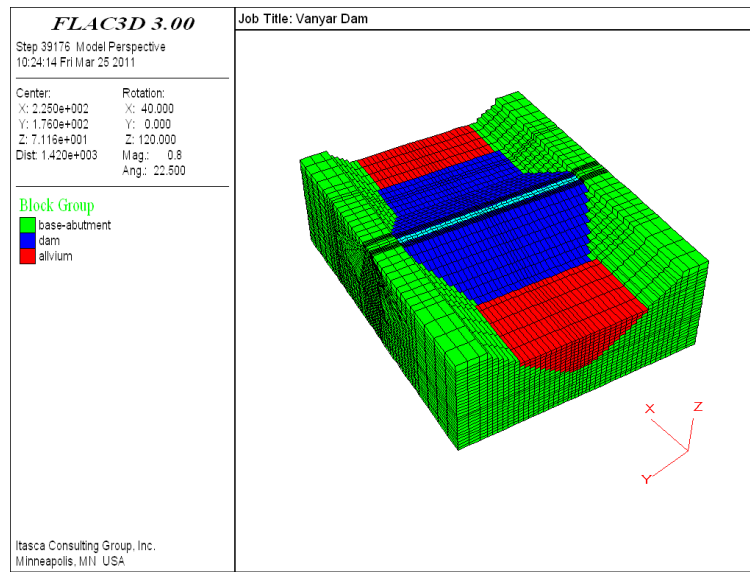 FLAC3D 3.00
Step 39176 Model Perspective
10:24:14 Fri Mar 25 2011
Center:
X: 2.250e+002
Y: 1.760e+002
Z: 7.116e+001
Dist: 1.420e+003
Rotation:
X: 40.000
Y: 0.000
Z: 120.000
Mag.: 0.8
Ang.: 22.500
Block Group
base-abutment
dam
allvium
Itasca Consulting Group, Inc.
Minneapolis, MN USA
Job Title: Vanyar Dam
X
Z
Y